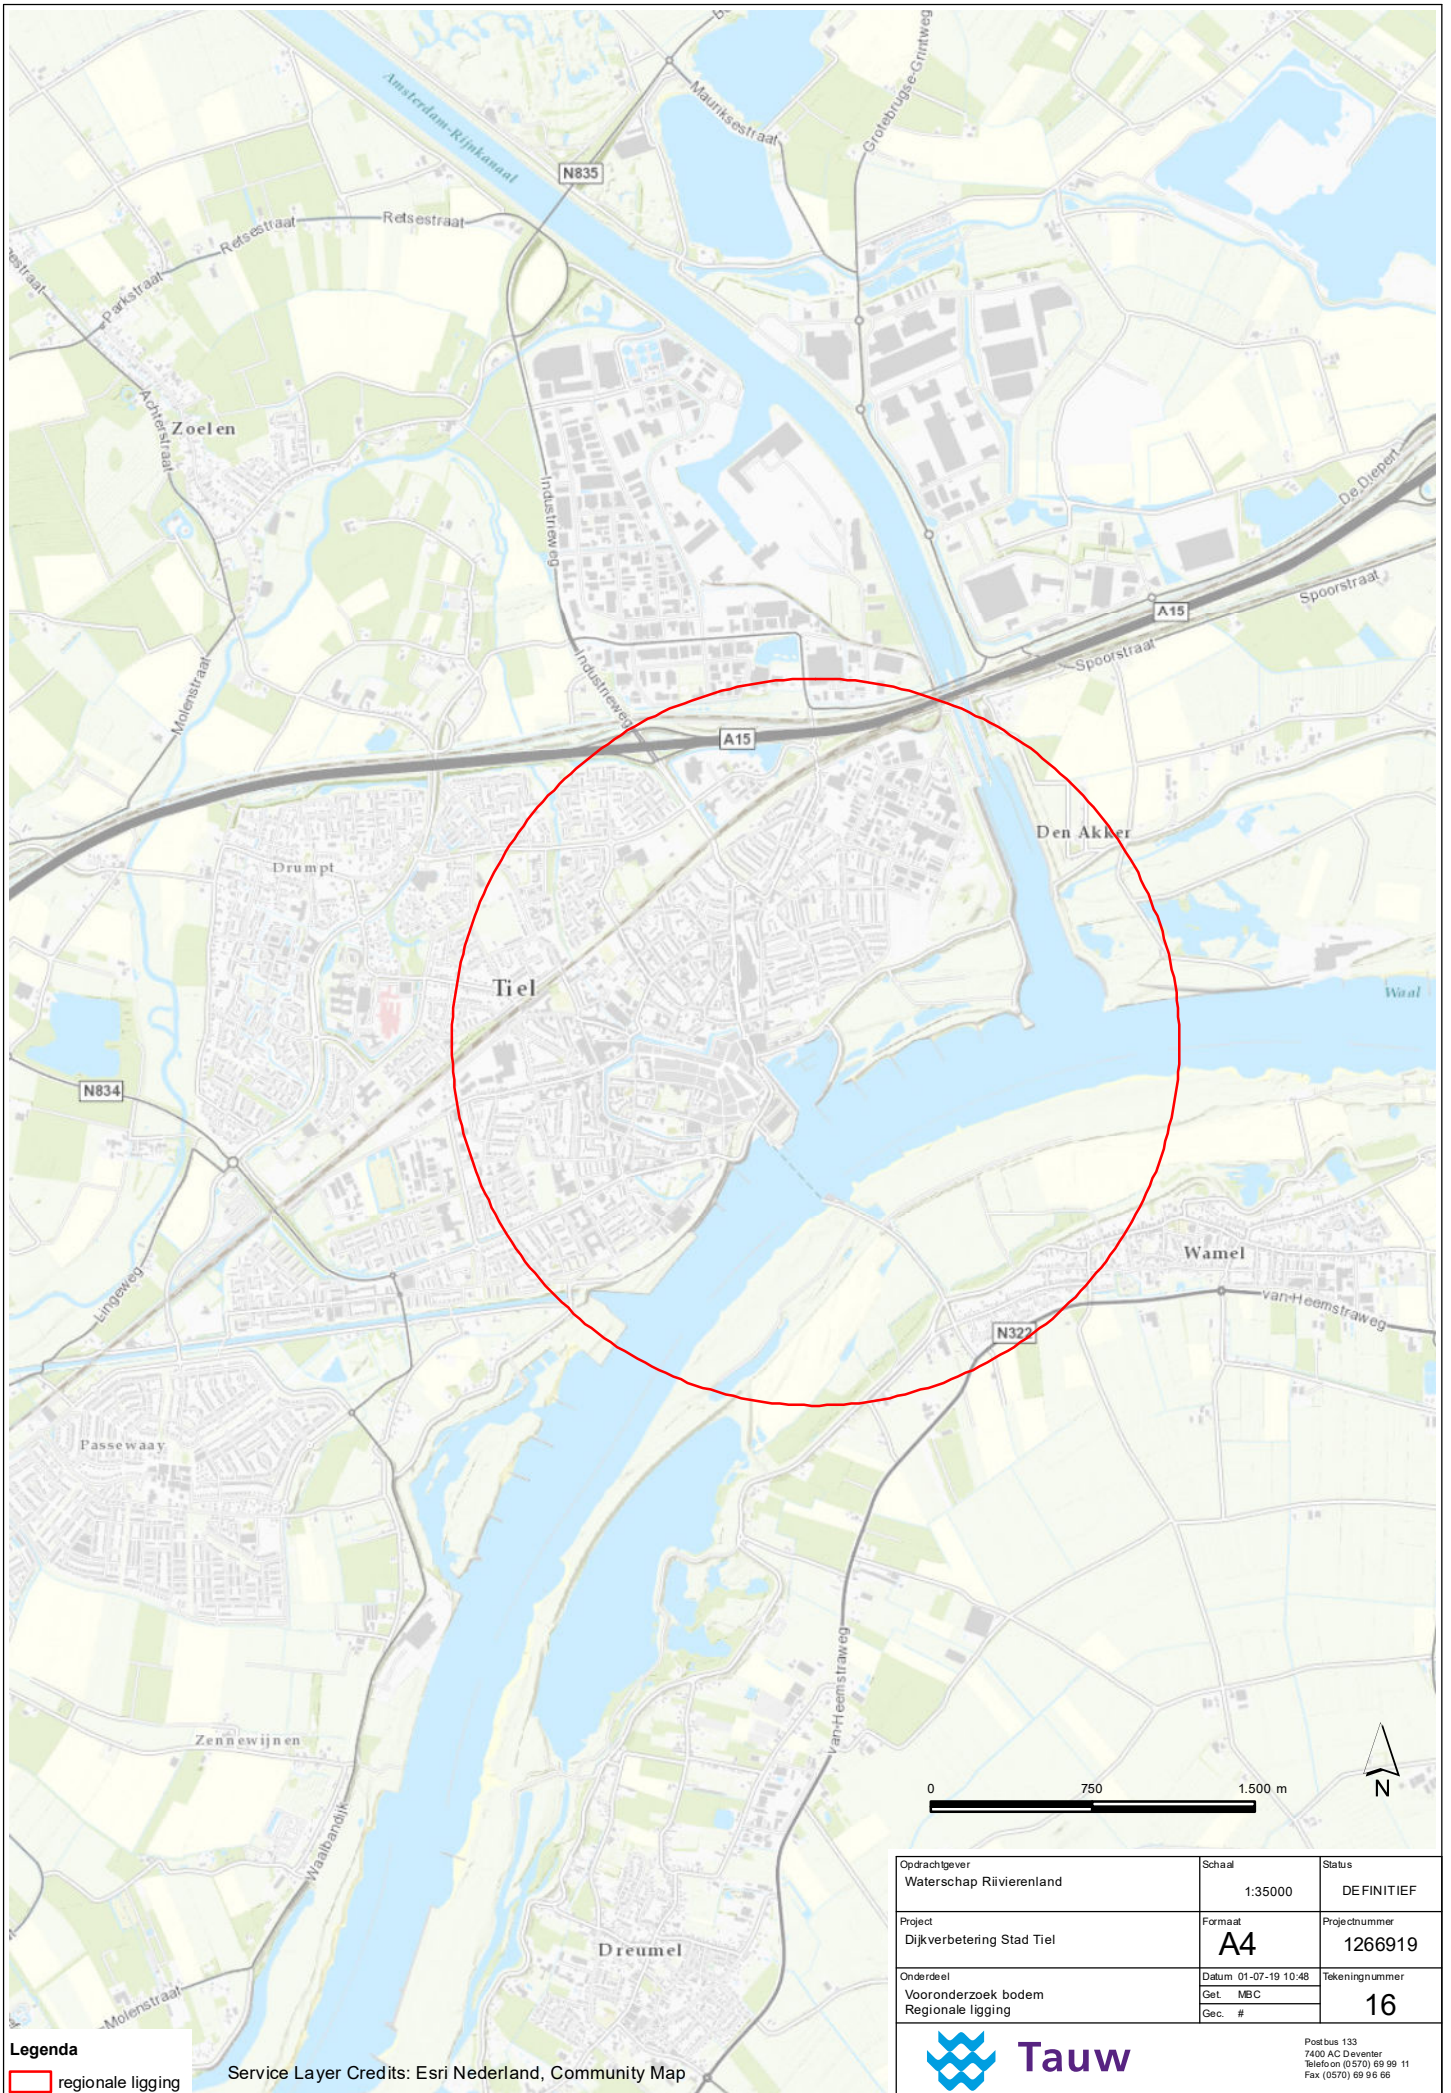 Amsterdam-Rijnkanaal
Mauriksestraat
Grotebrugse-Grintweg
N835
Retsestraat
Retsestraat
Parkstraat
Achterstraat
Zoelen
Industrieweg
De Diepert
A15
Spoorstraat
Spoorstraat
Molenstraat
Industrieweg
A15
Den Akker
Drumpt
Tiel
Waal
N834
Wamel
van-Heemstraweg
Lingeweg
N322
Passewaay
van-Heemstraweg
Zennewijnen
Waalbandijk
Dreumel
Molenstraat
0 750 1.500 m
N
Opdrachtgever
Waterschap Riivierenland
Schaal
1:35000
Status
DEFINITIEF
Project
Dijkverbetering Stad Tiel
Formaat
A4
Projectnummer
1266919
Onderdeel
Vooronderzoek bodem
Regionale ligging
Datum 01-07-19 10:48
Get. MBC
Gec. #
Tekeningnummer
16
Tauw
Postbus 133
7400 AC Deventer
Telefoon (0570) 69 99 11
Fax (0570) 69 96 66
Legenda
regionale ligging
Service Layer Credits: Esri Nederland, Community Map